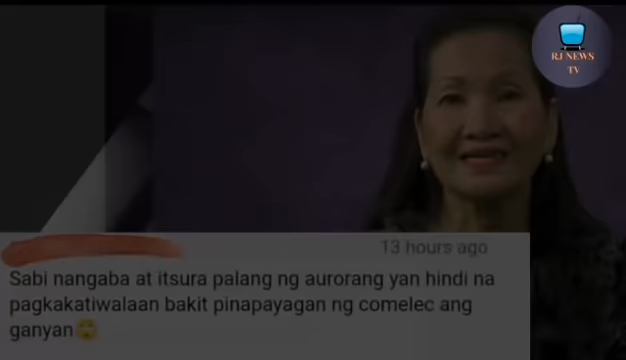 RJ NEWS
TV
13 hours ago
Sabi nangaba at itsura palang ng aurorang yan hindi na
pagkakatiwalaan bakit pinapayagan ng comelec ang
ganyan🙄